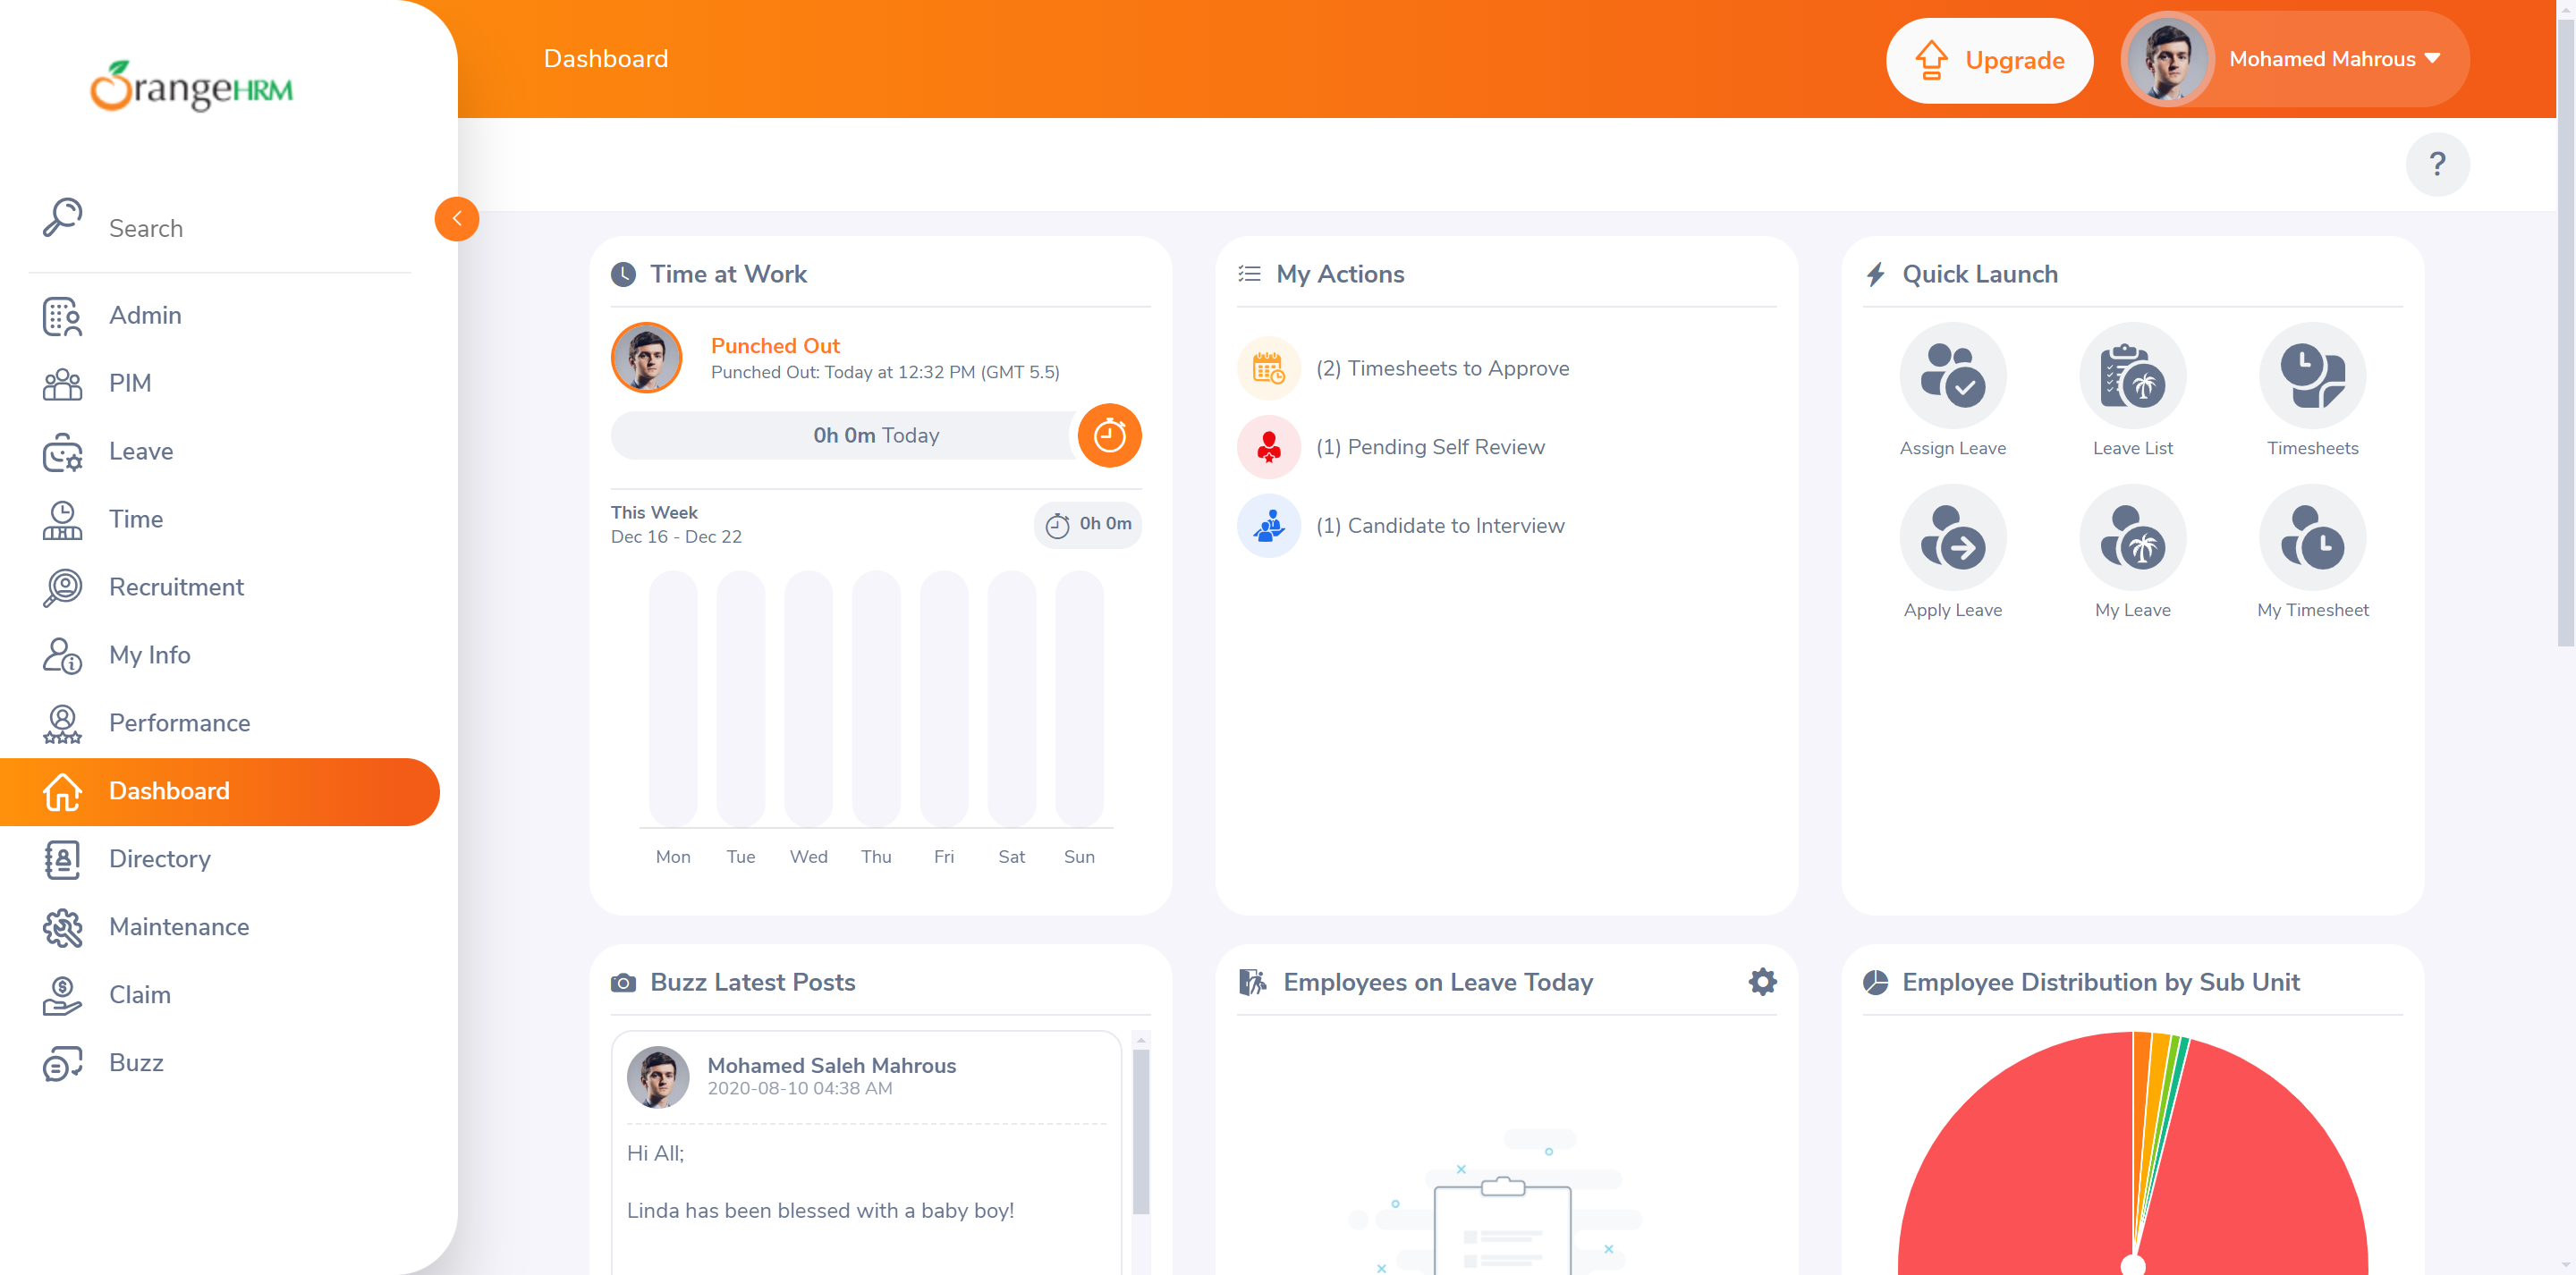 OrangeHRM
Search
Admin
PIM
Leave
Time
Recruitment
My Info
Performance
Dashboard
Directory
Maintenance
Claim
Buzz
Dashboard
Upgrade
Mohamed Mahrous
?
Time at Work
Punched Out
Punched Out: Today at 12:32 PM (GMT 5.5)
0h 0m Today
This Week
Dec 16 - Dec 22
0h 0m
Mon Tue Wed Thu Fri Sat Sun
My Actions
(2) Timesheets to Approve
(1) Pending Self Review
(1) Candidate to Interview
Quick Launch
Assign Leave
Leave List
Timesheets
Apply Leave
My Leave
My Timesheet
Buzz Latest Posts
Mohamed Saleh Mahrous
2020-08-10 04:38 AM
Hi All;
Linda has been blessed with a baby boy!
Employees on Leave Today
Employee Distribution by Sub Unit